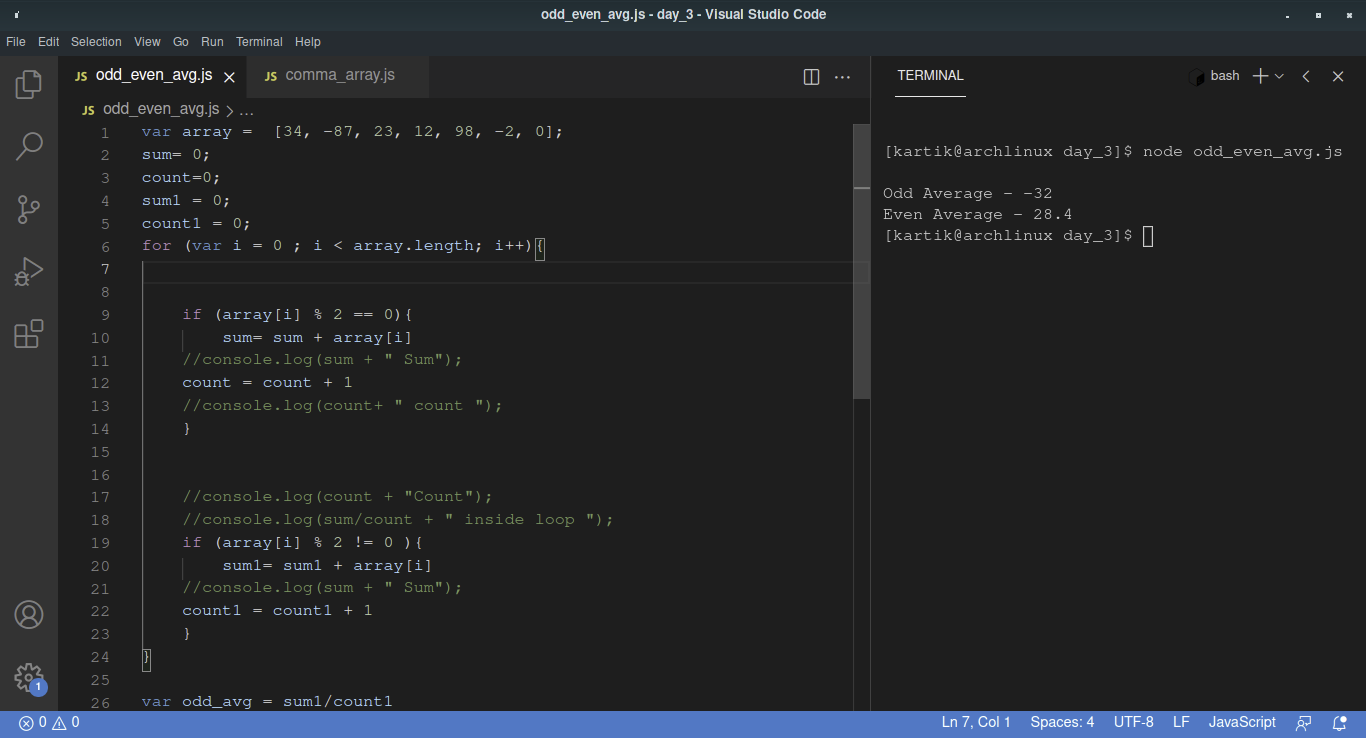 odd_even_avg.js - day_3 - Visual Studio Code
File Edit Selection View Go Run Terminal Help
JS odd_even_avg.js JS comma_array.js ...
JS odd_even_avg.js > ...
1 var array =  [34, -87, 23, 12, 98, -2, 0];
2 sum= 0;
3 count=0;
4 sum1 = 0;
5 count1 = 0;
6 for (var i = 0 ; i < array.length; i++){
7
8
9     if (array[i] % 2 == 0){
10         sum= sum + array[i]
11     //console.log(sum + " Sum");
12     count = count + 1
13     //console.log(count+ " count ");
14     }
15
16
17     //console.log(count + "Count");
18     //console.log(sum/count + " inside loop ");
19     if (array[i] % 2 != 0 ){
20         sum1= sum1 + array[i]
21     //console.log(sum + " Sum");
22     count1 = count1 + 1
23     }
24 }
25
26 var odd_avg = sum1/count1
TERMINAL
bash
[kartik@archlinux day_3]$ node odd_even_avg.js
Odd Average - -32
Even Average - 28.4
[kartik@archlinux day_3]$
1
0 0 Ln 7, Col 1 Spaces: 4 UTF-8 LF JavaScript